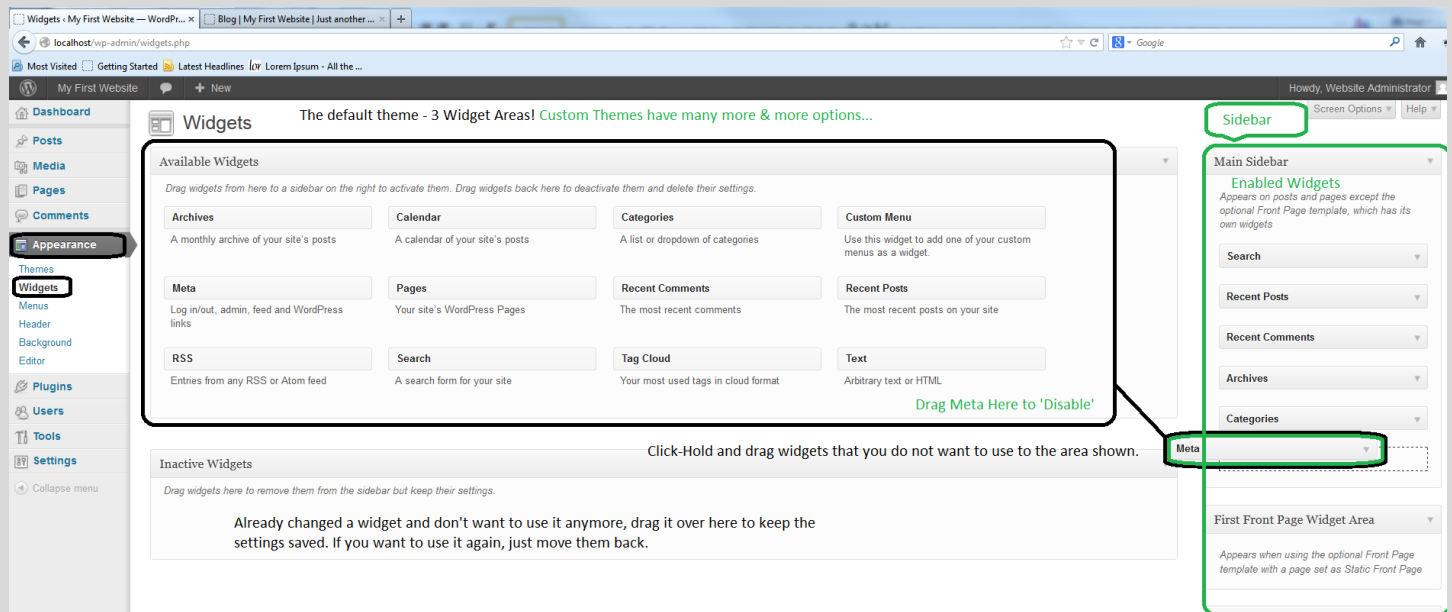 Widgets ‹ My First Website — WordPr...
Blog | My First Website | Just another ...
localhost/wp-admin/widgets.php
Google
Most Visited
Getting Started
Latest Headlines
Lorem Ipsum - All the ...
My First Website
+ New
Howdy, Website Administrator
Screen Options
Help
Dashboard
Posts
Media
Pages
Comments
Appearance
Themes
Widgets
Menus
Header
Background
Editor
Plugins
Users
Tools
Settings
Collapse menu
Widgets
The default theme - 3 Widget Areas! Custom Themes have many more & more options...
Available Widgets
Drag widgets from here to a sidebar on the right to activate them. Drag widgets back here to deactivate them and delete their settings.
Archives
A monthly archive of your site's posts
Calendar
A calendar of your site's posts
Categories
A list or dropdown of categories
Custom Menu
Use this widget to add one of your custom
menus as a widget.
Meta
Log in/out, admin, feed and WordPress
links
Pages
Your site's WordPress Pages
Recent Comments
The most recent comments
Recent Posts
The most recent posts on your site
RSS
Entries from any RSS or Atom feed
Search
A search form for your site
Tag Cloud
Your most used tags in cloud format
Text
Arbitrary text or HTML
Drag Meta Here to 'Disable'
Click-Hold and drag widgets that you do not want to use to the area shown.
Inactive Widgets
Drag widgets here to remove them from the sidebar but keep their settings.
Already changed a widget and don't want to use it anymore, drag it over here to keep the
settings saved. If you want to use it again, just move them back.
Sidebar
Main Sidebar
Enabled Widgets
Appears on posts and pages except the
optional Front Page template, which has its
own widgets
Search
Recent Posts
Recent Comments
Archives
Categories
Meta
First Front Page Widget Area
Appears when using the optional Front Page
template with a page set as Static Front Page